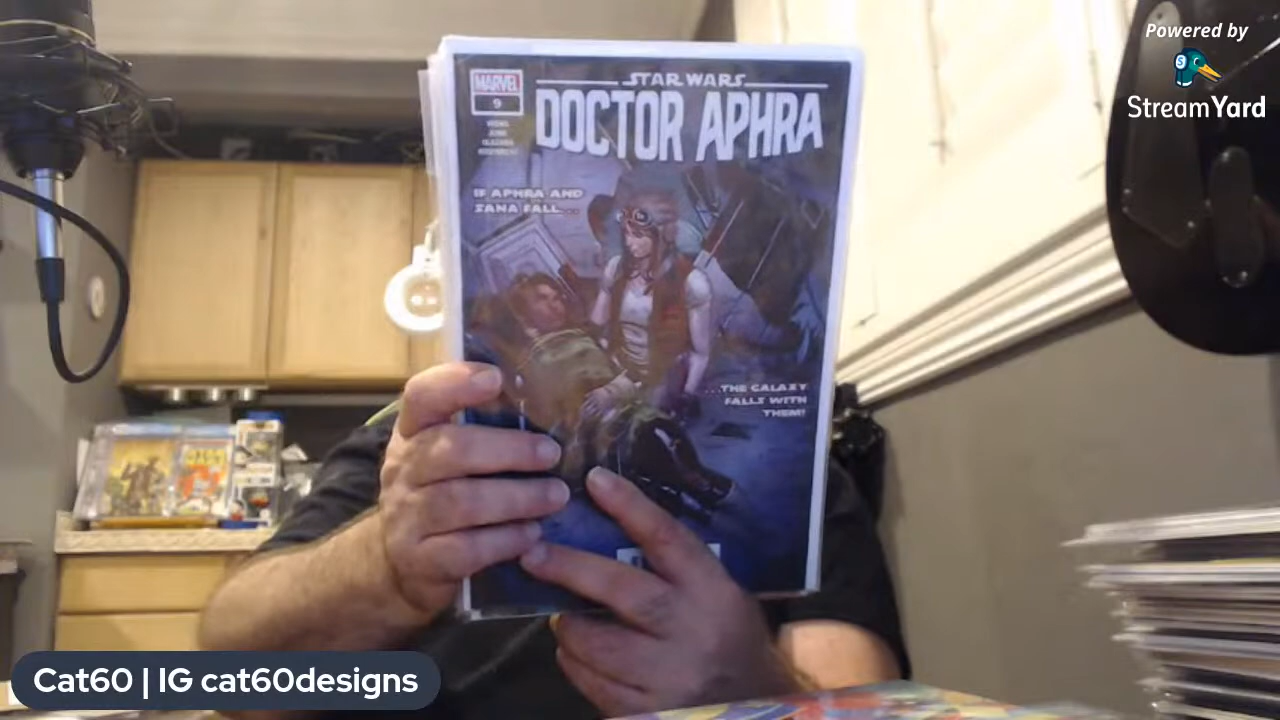 Powered by
StreamYard
MARVEL
9
STAR WARS
DOCTOR APHRA
IF APHRA AND
SANA FALL...
...THE GALAXY
FALLS WITH
THEM!
Cat60 | IG cat60designs